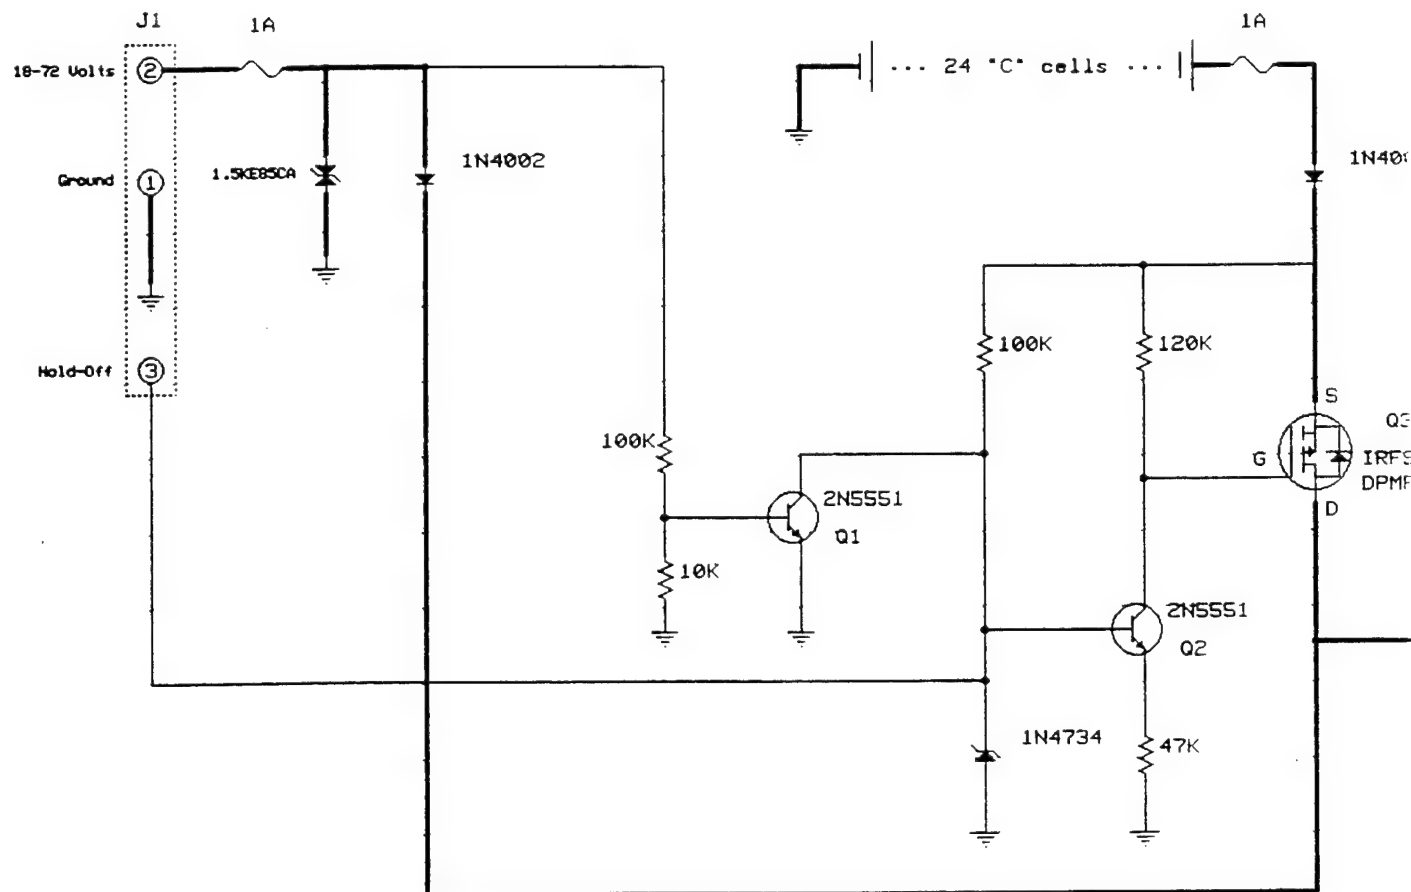 J1
1A
1A
18-72 Volts
2
... 24 "C" cells ...
1N4002
1.5KE85CA
Ground
1
Hold-Off
3
100K
120K
S
G
D
100K
2N5551
Q1
10K
2N5551
Q2
1N4734
47K